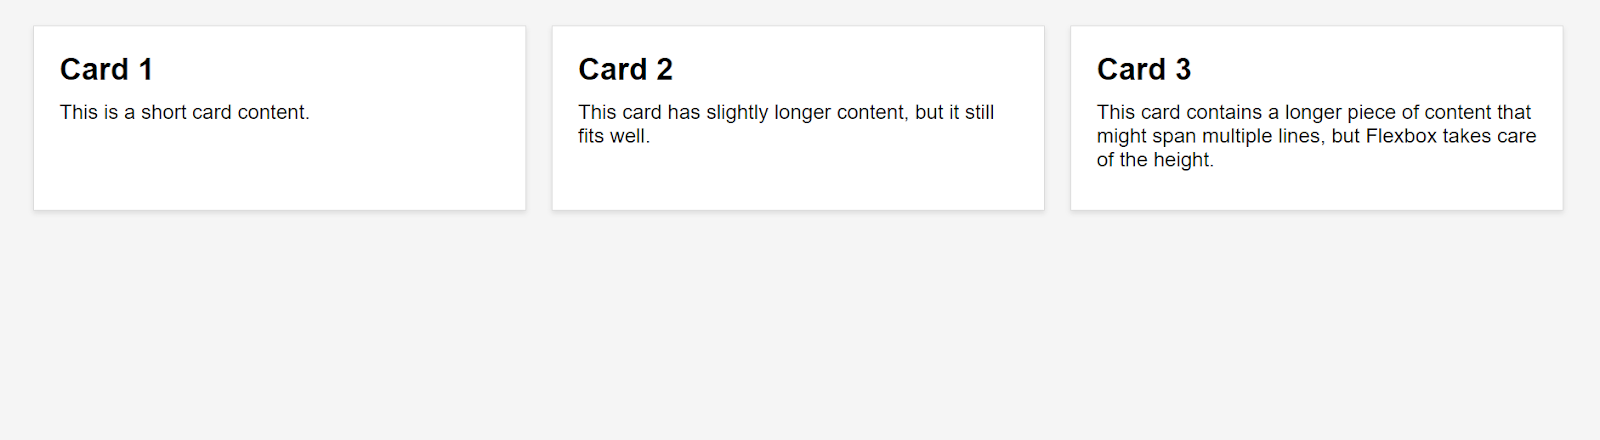 Card 1
This is a short card content.
Card 2
This card has slightly longer content, but it still
fits well.
Card 3
This card contains a longer piece of content that
might span multiple lines, but Flexbox takes care
of the height.